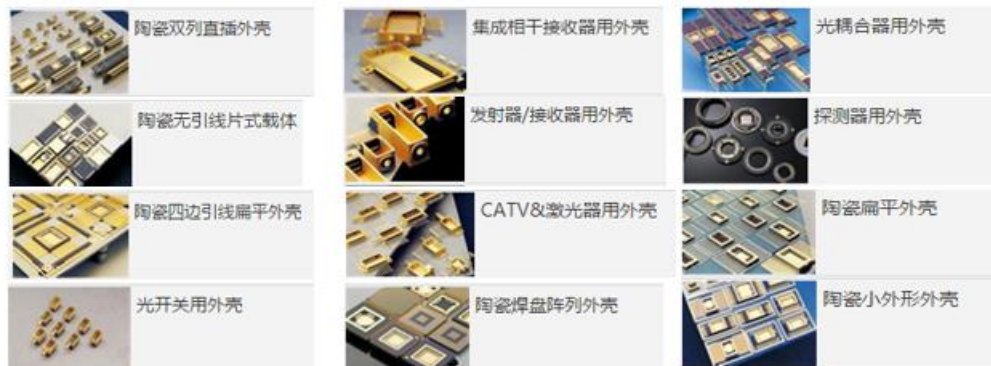 陶瓷双列直插外壳
集成相干接收器用外壳
光耦合器用外壳
陶瓷无引线片式载体
发射器/接收器用外壳
探测器用外壳
陶瓷四边引线扁平外壳
CATV&激光器用外壳
陶瓷扁平外壳
光开关用外壳
陶瓷焊盘阵列外壳
陶瓷小外形外壳